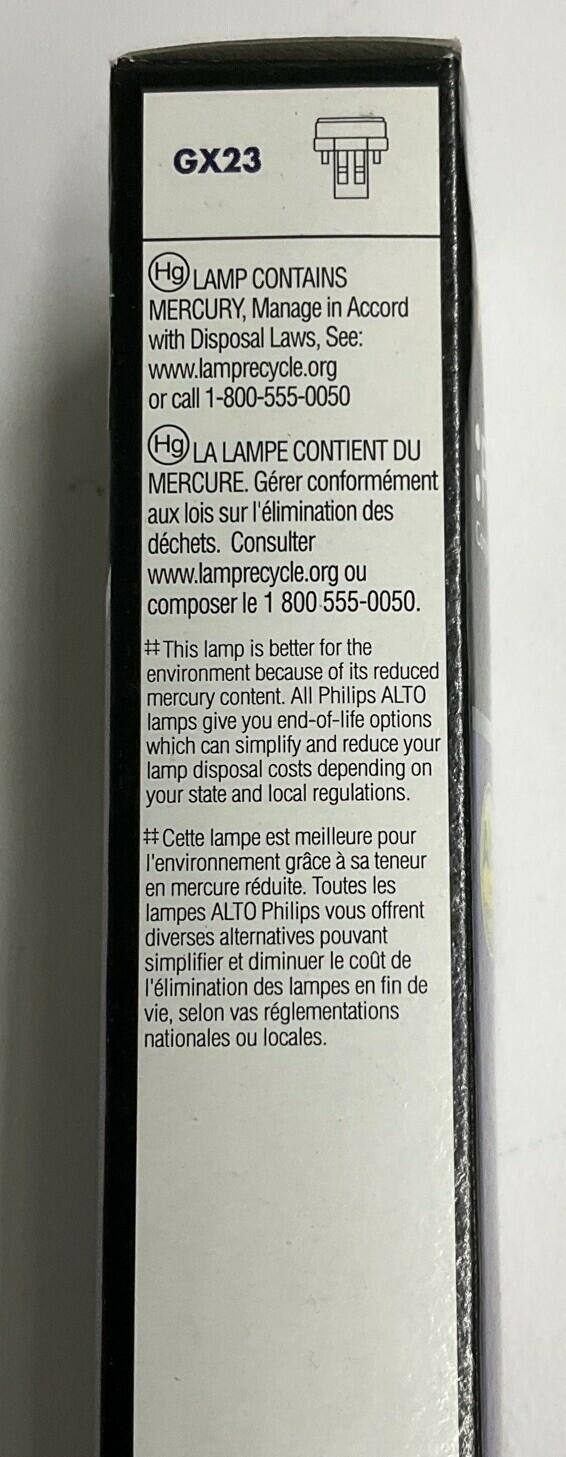 GX23
Hg LAMP CONTAINS
MERCURY, Manage in Accord
with Disposal Laws, See:
www.lamprecycle.org
or call 1-800-555-0050
Hg LA LAMPE CONTIENT DU
MERCURE. Gérer conformément
aux lois sur l'élimination des
déchets. Consulter
www.lamprecycle.org ou
composer le 1 800 555-0050.
⧧ This lamp is better for the
environment because of its reduced
mercury content. All Philips ALTO
lamps give you end-of-life options
which can simplify and reduce your
lamp disposal costs depending on
your state and local regulations.
⧧ Cette lampe est meilleure pour
l'environnement grâce à sa teneur
en mercure réduite. Toutes les
lampes ALTO Philips vous offrent
diverses alternatives pouvant
simplifier et diminuer le coût de
l'élimination des lampes en fin de
vie, selon vas réglementations
nationales ou locales.